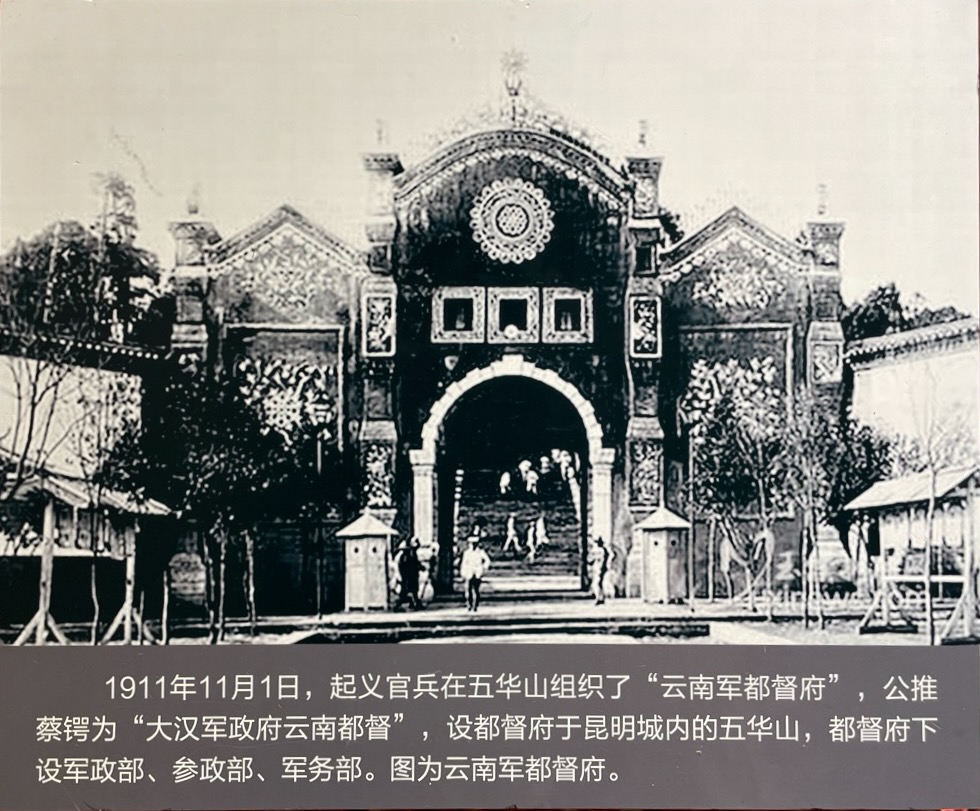 1911年11月1日，起义官兵在五华山组织了“云南军都督府”，公推
蔡锷为“大汉军政府云南都督”，设都督府于昆明城内的五华山，都督府下
设军政部、参政部、军务部。图为云南军都督府。